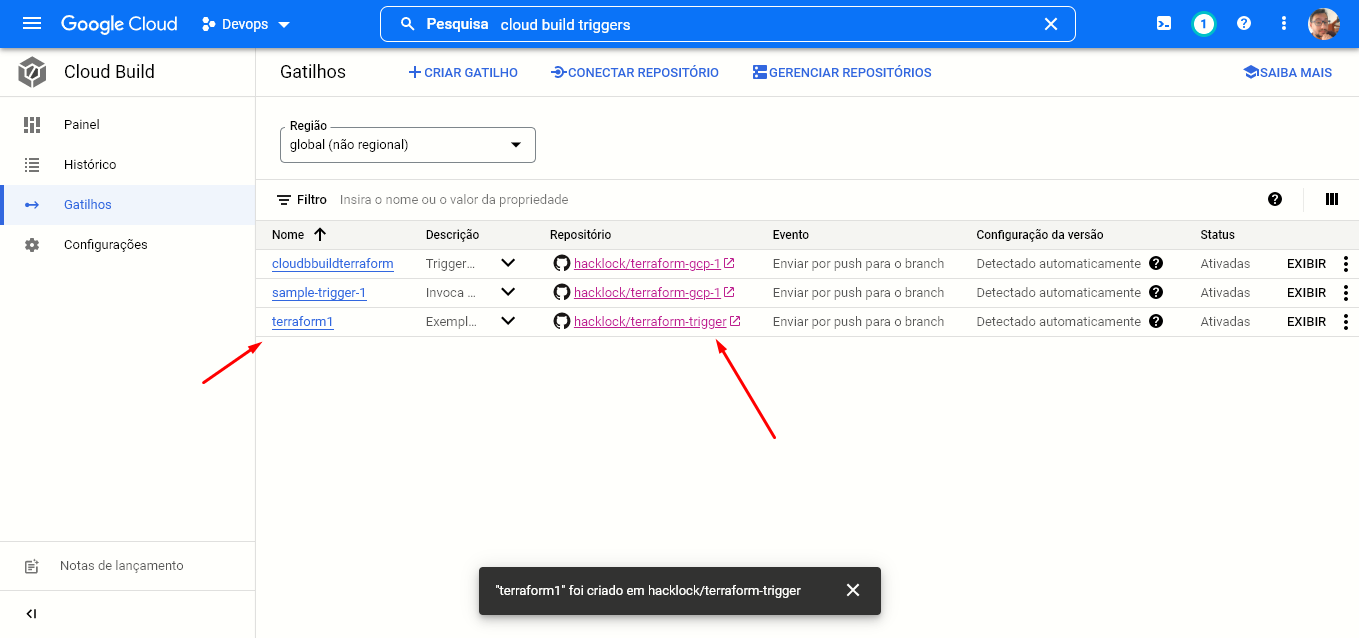 Google Cloud Devops Pesquisa cloud build triggers 1 ?
Cloud Build
Gatilhos CRIAR GATILHO CONECTAR REPOSITÓRIO GERENCIAR REPOSITÓRIOS SAIBA MAIS
Painel
Histórico
Gatilhos
Configurações
Notas de lançamento
Região
global (não regional)
Filtro Insira o nome ou o valor da propriedade ?
Nome Descrição Repositório Evento Configuração da versão Status
cloudbbuildterraform Trigger... hacklock/terraform-gcp-1 Enviar por push para o branch Detectado automaticamente ? Ativadas EXIBIR
sample-trigger-1 Invoca ... hacklock/terraform-gcp-1 Enviar por push para o branch Detectado automaticamente ? Ativadas EXIBIR
terraform1 Exempl... hacklock/terraform-trigger Enviar por push para o branch Detectado automaticamente ? Ativadas EXIBIR
"terraform1" foi criado em hacklock/terraform-trigger